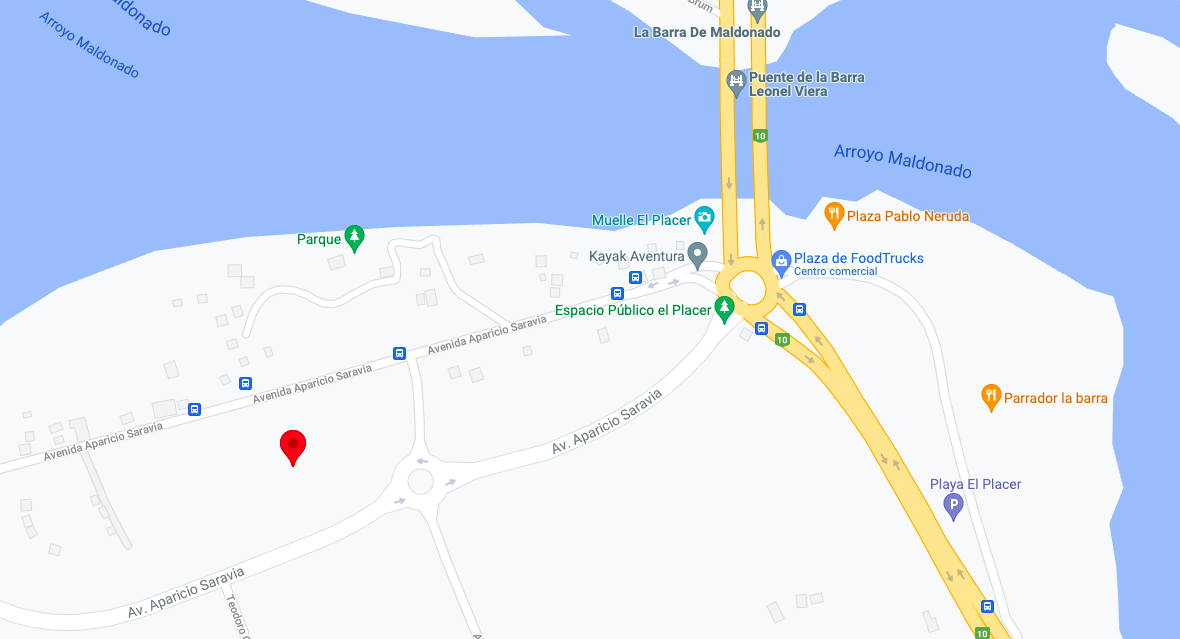 Maldonado
Arroyo Maldonado
La Barra De Maldonado
Puente de la Barra
Leonel Viera
10
Arroyo Maldonado
Muelle El Placer
Plaza Pablo Neruda
Parque
Kayak Aventura
Plaza de FoodTrucks
Centro comercial
Espacio Público el Placer
Avenida Aparicio Saravia
10
Avenida Aparicio Saravia
Parrador la barra
Avenida Aparicio Saravia
Av. Aparicio Saravia
Playa El Placer
P
Av. Aparicio Saravia
Teodoro
10